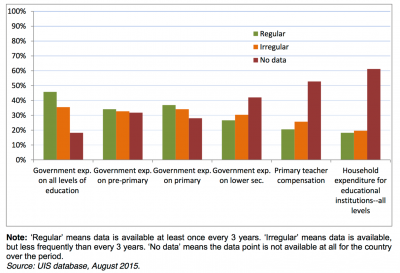 100%
90%
80%
70%
60%
50%
40%
30%
20%
10%
0%
Regular
Irregular
No data
Government exp. on all levels of education
Government exp. on pre-primary
Government exp. on primary
Government exp. on lower sec.
Primary teacher compensation
Household expenditure for educational institutions--all levels
Note: 'Regular' means data is available at least once every 3 years. 'Irregular' means data is available,
but less frequently than every 3 years. 'No data' means the data point is not available at all for the country
over the period.
Source: UIS database, August 2015.